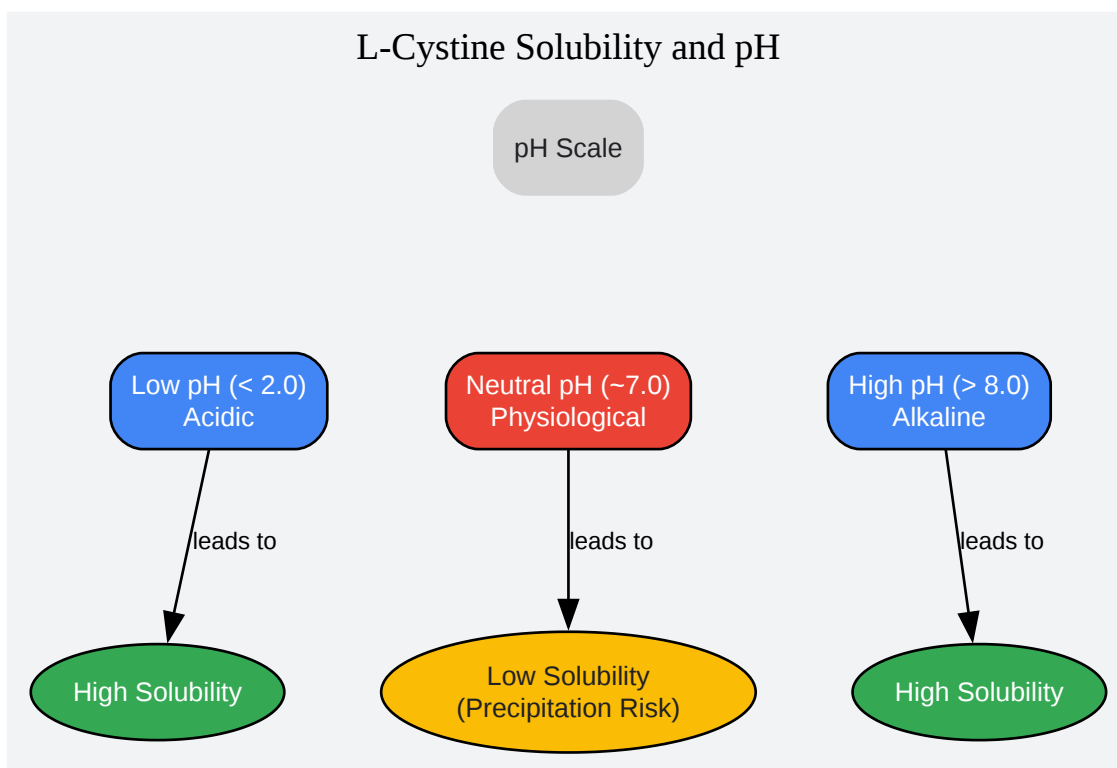 L-Cystine Solubility and pH
pH Scale
Low pH (< 2.0)
Acidic
Neutral pH (~7.0)
Physiological
High pH (> 8.0)
Alkaline
leads to
leads to
leads to
High Solubility
Low Solubility
(Precipitation Risk)
High Solubility